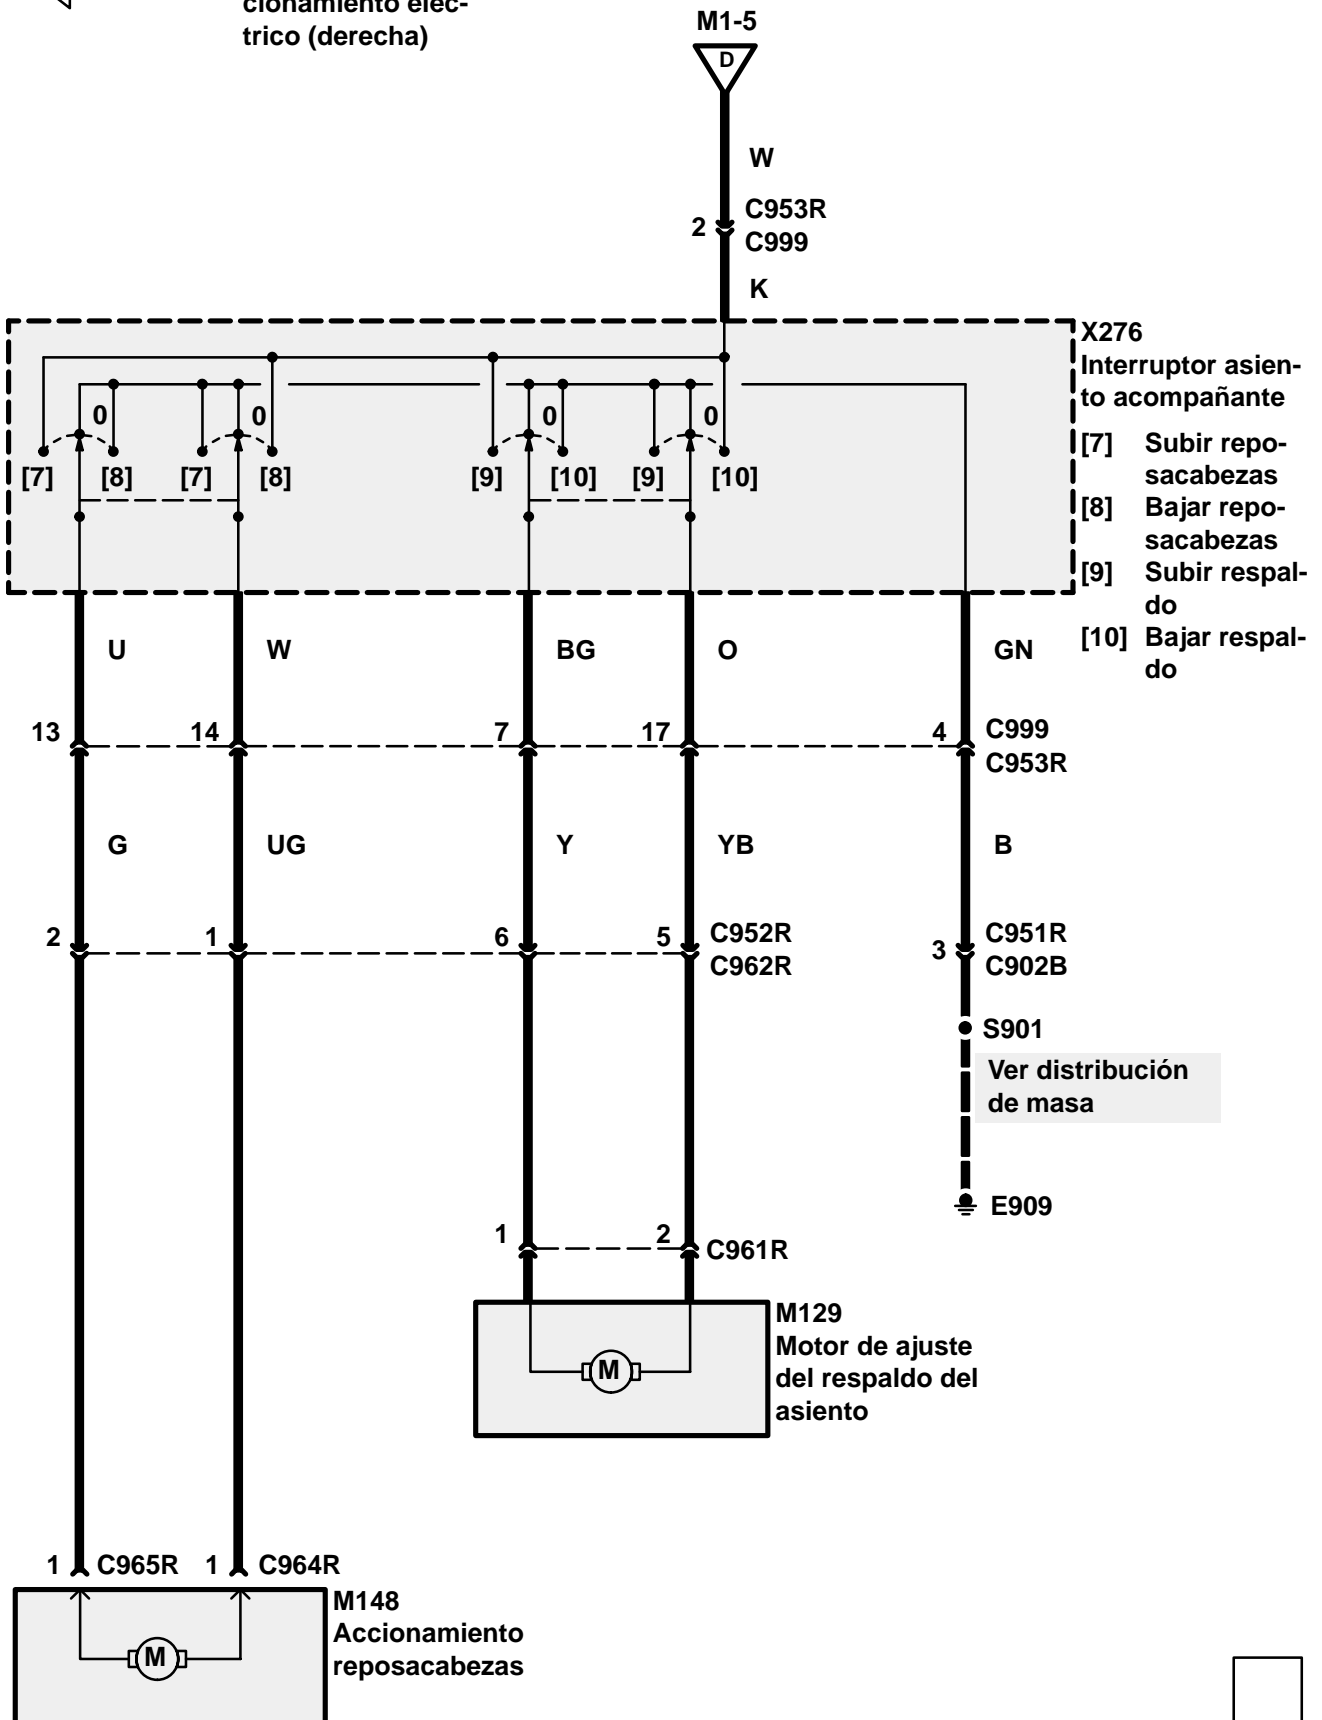 cionamiento eléc-
trico (derecha)
M1-5
D
W
2
C953R
C999
K
X276
Interruptor asien-
to acompañante
[7] Subir repo-
sacabezas
[8] Bajar repo-
sacabezas
[9] Subir respal-
do
[10] Bajar respal-
do
0 0 0 0
[7] [8] [7] [8] [9] [10] [9] [10]
U W BG O GN
13 14 7 17 4 C999
C953R
G UG Y YB B
2 1 6 5 C952R
C962R
3 C951R
C902B
S901
Ver distribución
de masa
E909
1 2 C961R
M129
Motor de ajuste
del respaldo del
asiento
M
1 C965R 1 C964R
M148
Accionamiento
reposacabezas
M